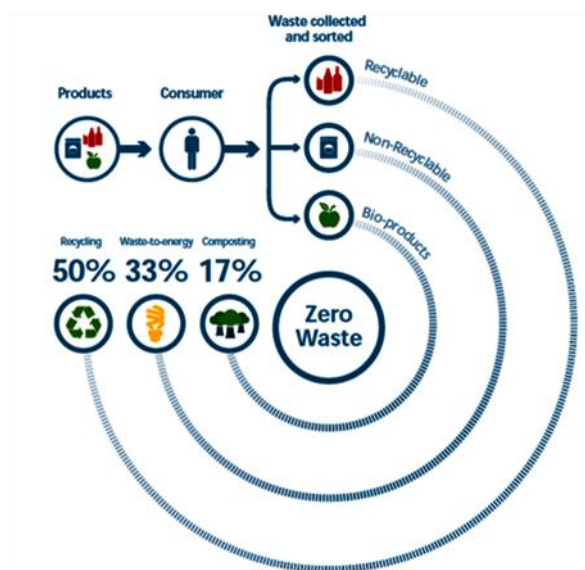 Waste collected
and sorted
Products
Consumer
Recyclable
Non-Recyclable
Bio-products
Recycling
Waste-to-energy
Composting
50%
33%
17%
Zero
Waste